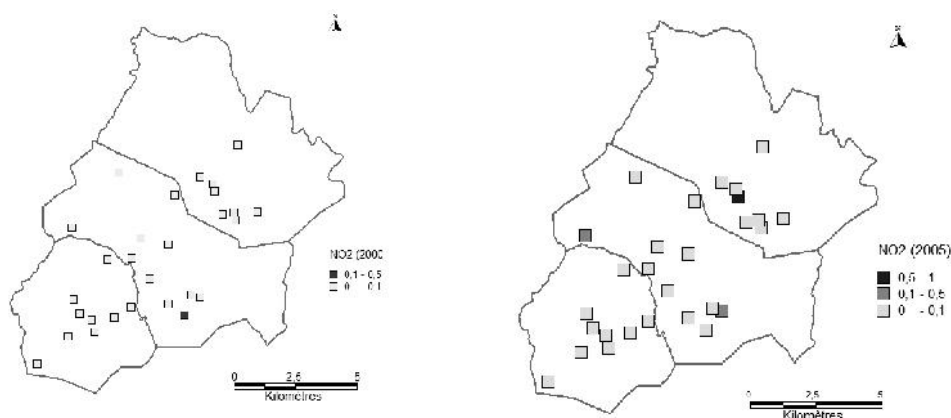 N
NO2 (2000
0,1 - 0,5
0 - 0,1
0 2,5 5
Kilomètres
N
NO2 (2005)
0,5 - 1
0,1 - 0,5
0 - 0,1
0 2,5 5
Kilomètres